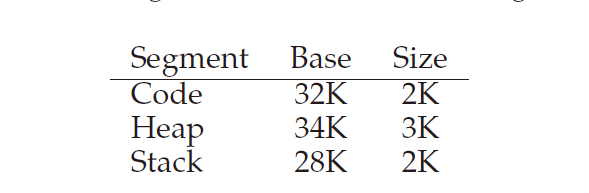 Segment Base Size
Code 32K 2K
Heap 34K 3K
Stack 28K 2K